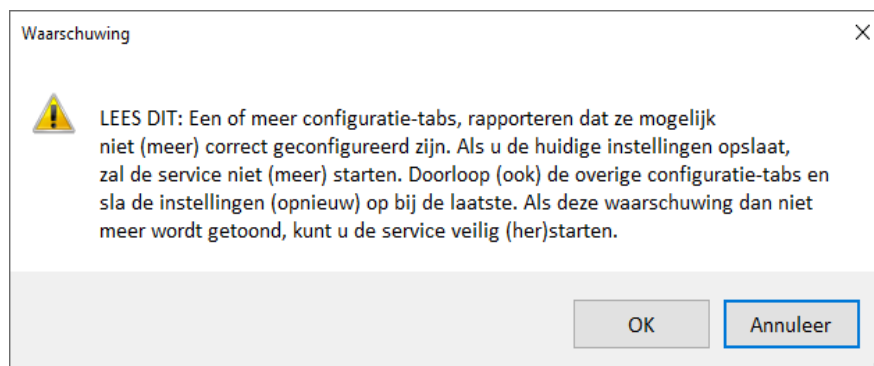 Waarschuwing
LEES DIT: Een of meer configuratie-tabs, rapporteren dat ze mogelijk
niet (meer) correct geconfigureerd zijn. Als u de huidige instellingen opslaat,
zal de service niet (meer) starten. Doorloop (ook) de overige configuratie-tabs en
sla de instellingen (opnieuw) op bij de laatste. Als deze waarschuwing dan niet
meer wordt getoond, kunt u de service veilig (her)starten.
OK
Annuleer